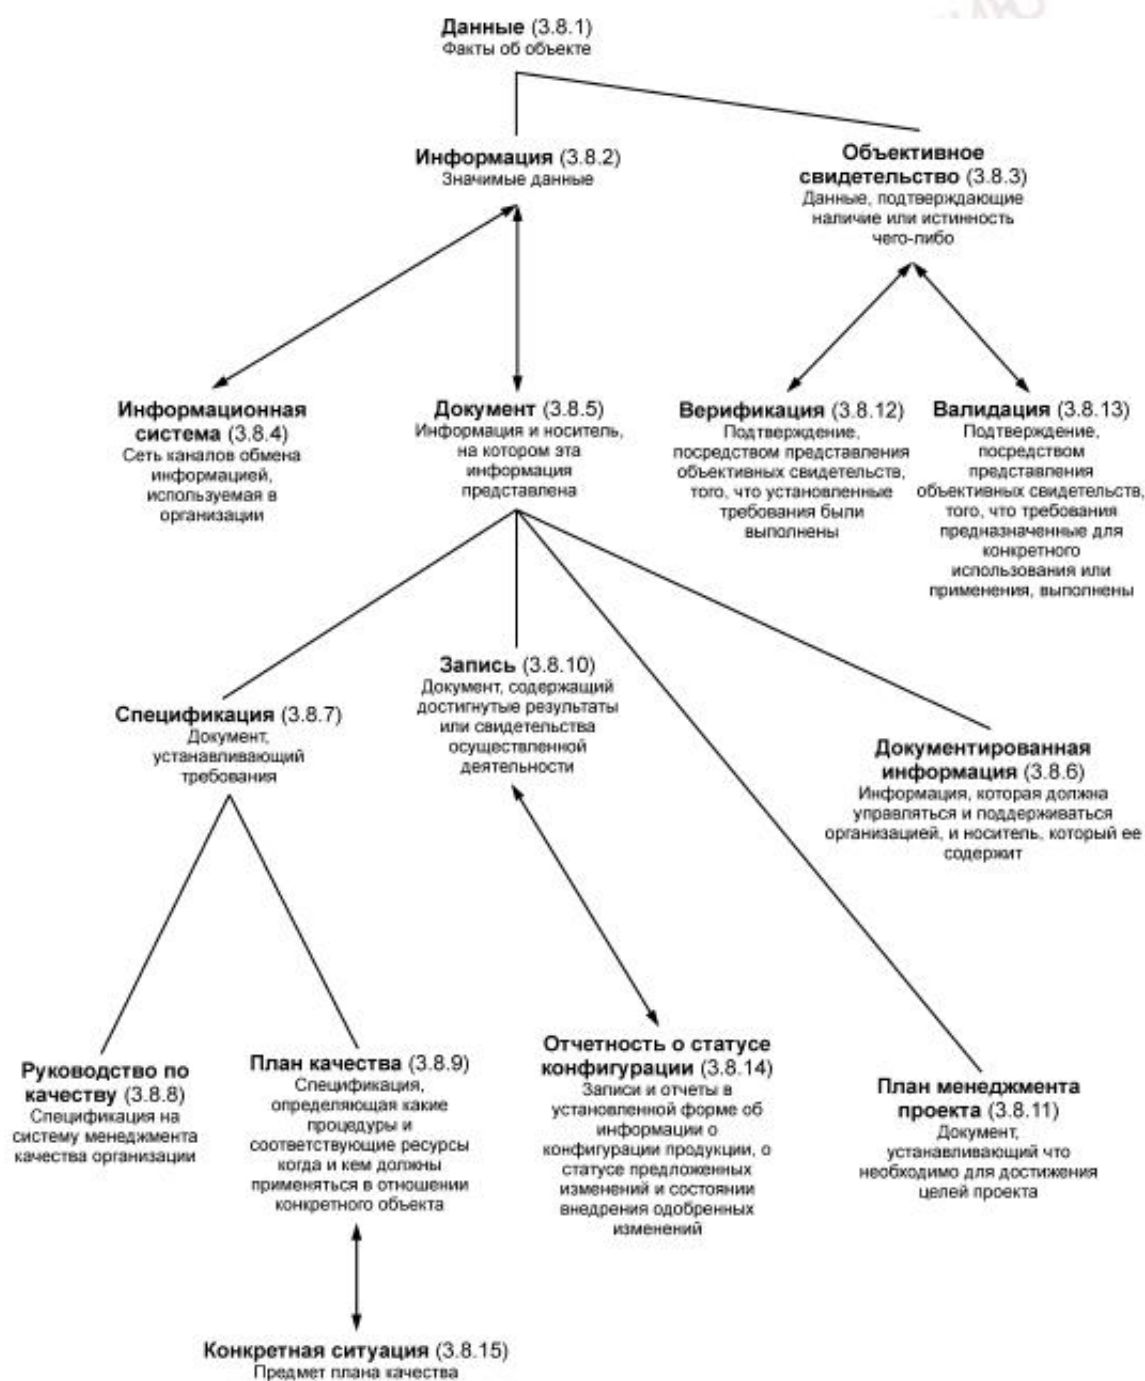 Данные (3.8.1)
Факты об объекте
Информация (3.8.2)
Значимые данные
Объективное
свидетельство (3.8.3)
Данные, подтверждающие
наличие или истинность
чего-либо
Информационная
система (3.8.4)
Сеть каналов обмена
информацией,
используемая в
организации
Документ (3.8.5)
Информация и носитель,
на котором эта
информация
представлена
Верификация (3.8.12)
Подтверждение,
посредством представления
объективных свидетельств,
того, что установленные
требования были
выполнены
Валидация (3.8.13)
Подтверждение,
посредством
представления
объективных свидетельств,
того, что требования
предназначенные для
конкретного
использования или
применения, выполнены
Спецификация (3.8.7)
Документ,
устанавливающий
требования
Запись (3.8.10)
Документ, содержащий
достигнутые результаты
или свидетельства
осуществленной
деятельности
Документированная
информация (3.8.6)
Информация, которая должна
управляться и поддерживаться
организацией, и носитель, который ее
содержит
Руководство по
качеству (3.8.8)
Спецификация на
систему менеджмента
качества организации
План качества (3.8.9)
Спецификация,
определяющая какие
процедуры и
соответствующие ресурсы
когда и кем должны
применяться в отношении
конкретного объекта
Отчетность о статусе
конфигурации (3.8.14)
Записи и отчеты в
установленной форме об
информации о
конфигурации продукции, о
статусе предложенных
изменений и состоянии
внедрения одобренных
изменений
План менеджмента
проекта (3.8.11)
Документ,
устанавливающий что
необходимо для достижения
целей проекта
Конкретная ситуация (3.8.15)
Предмет плана качества